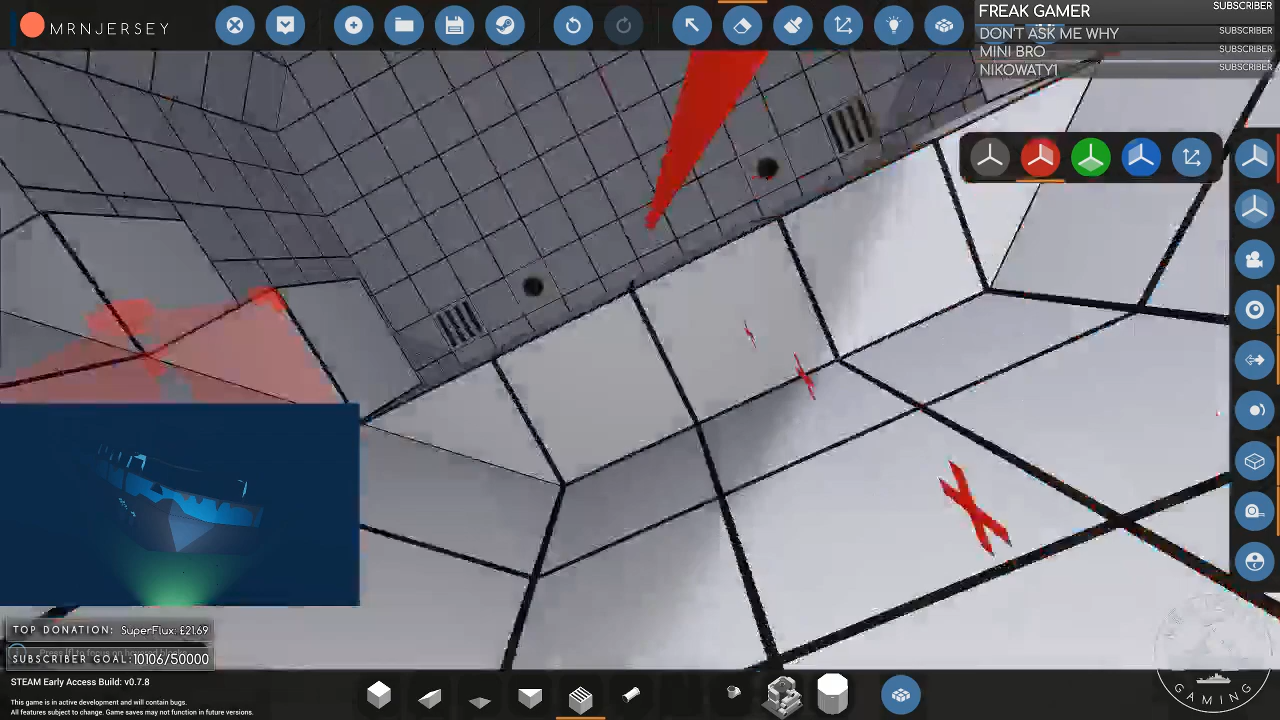 MRNJERSEY
FREAK GAMER SUBSCRIBER
DON'T ASK ME WHY SUBSCRIBER
MINI BRO SUBSCRIBER
NIKOWATY1 SUBSCRIBER
TOP DONATION: SuperFlux: £21.69
SUBSCRIBER GOAL: 10106/50000
STEAM Early Access Build: v0.7.8
This game is in active development and will contain bugs.
All features subject to change. Game saves may not function in future versions.
GAMING